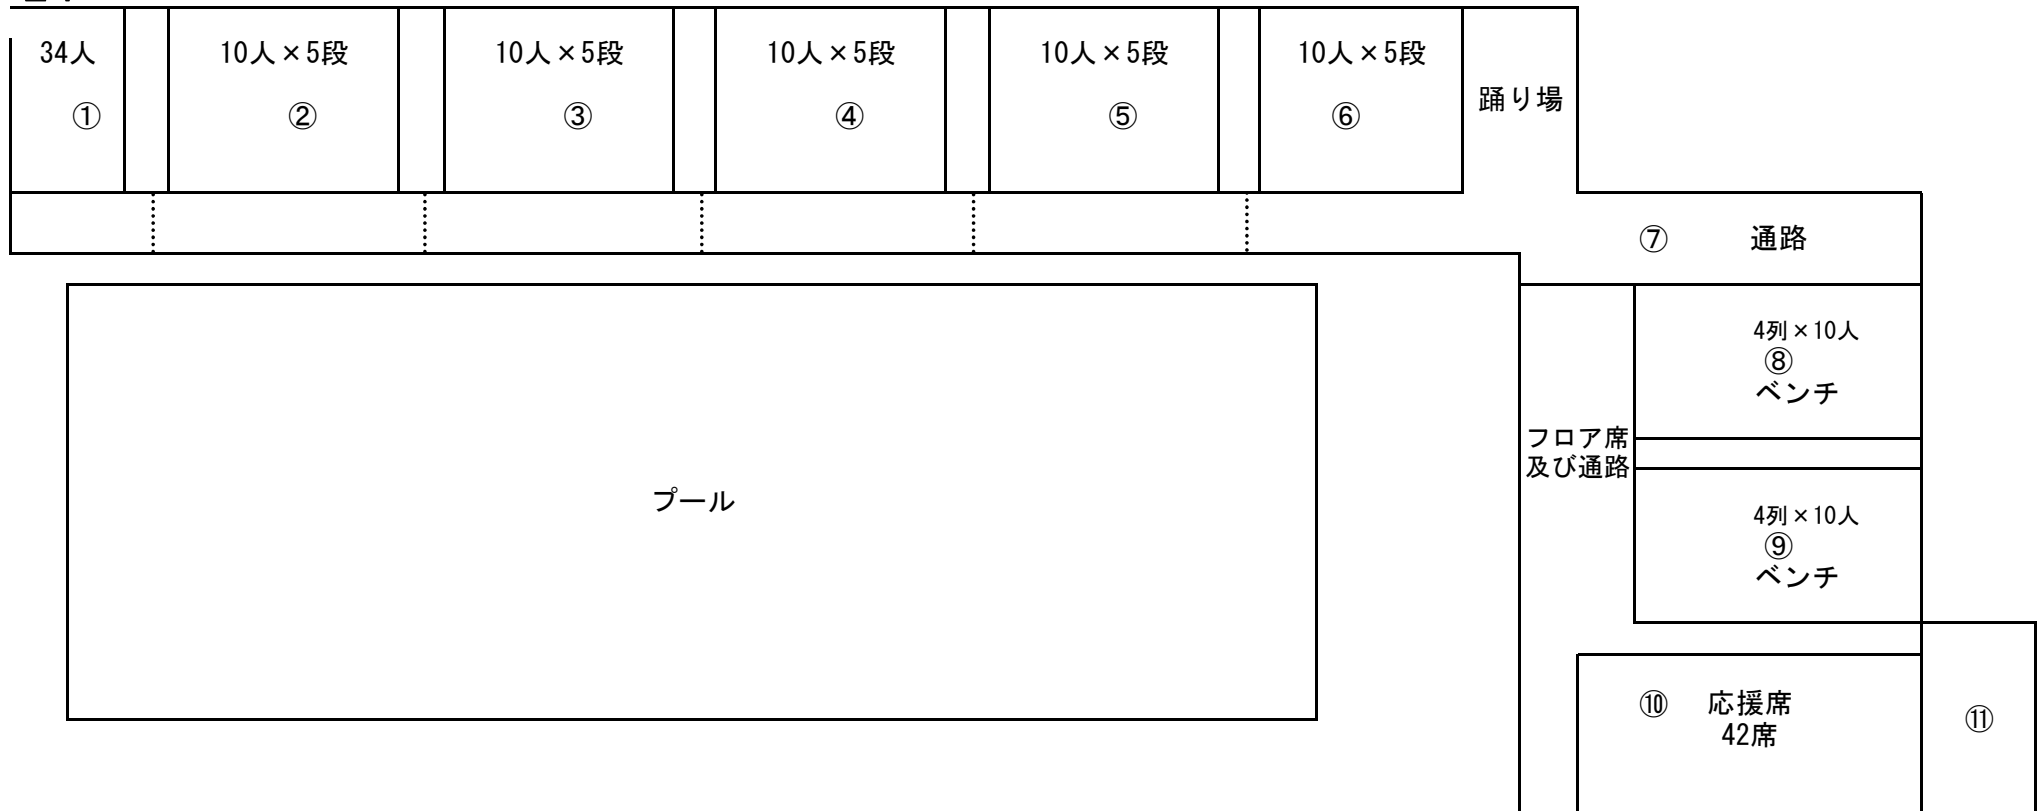 34人
10人×5段
10人×5段
10人×5段
10人×5段
10人×5段
①
②
③
④
⑤
⑥
踊り場
⑦ 通路
4列×10人
⑧
ベンチ
フロア席
及び通路
プール
4列×10人
⑨
ベンチ
⑩ 応援席
42席
⑪